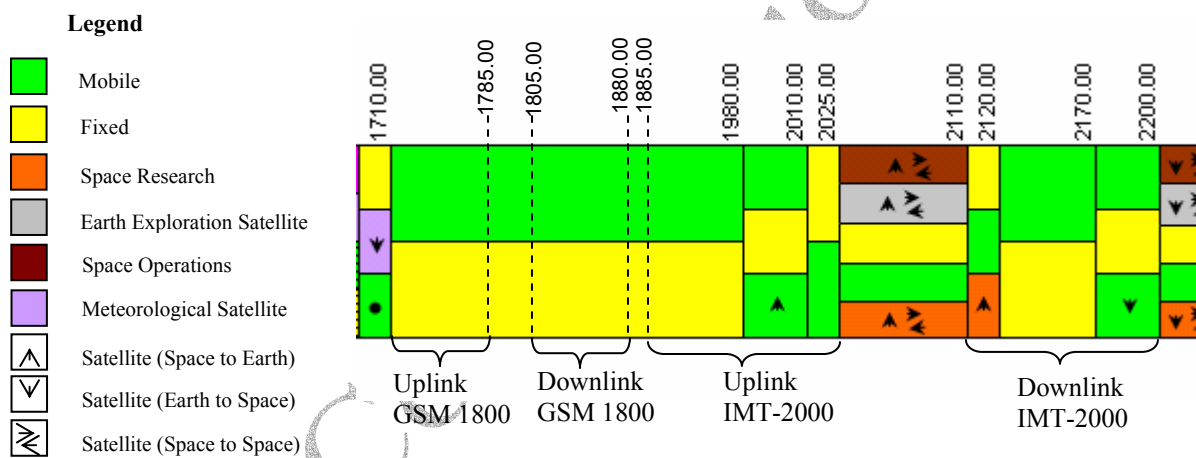 Legend
Mobile
Fixed
Space Research
Earth Exploration Satellite
Space Operations
Meteorological Satellite
Satellite (Space to Earth)
Satellite (Earth to Space)
Satellite (Space to Space)
1710.00
1785.00
1805.00
1880.00
1885.00
1980.00
2010.00
2025.00
2110.00
2120.00
2170.00
2200.00
Uplink
GSM 1800
Downlink
GSM 1800
Uplink
IMT-2000
Downlink
IMT-2000